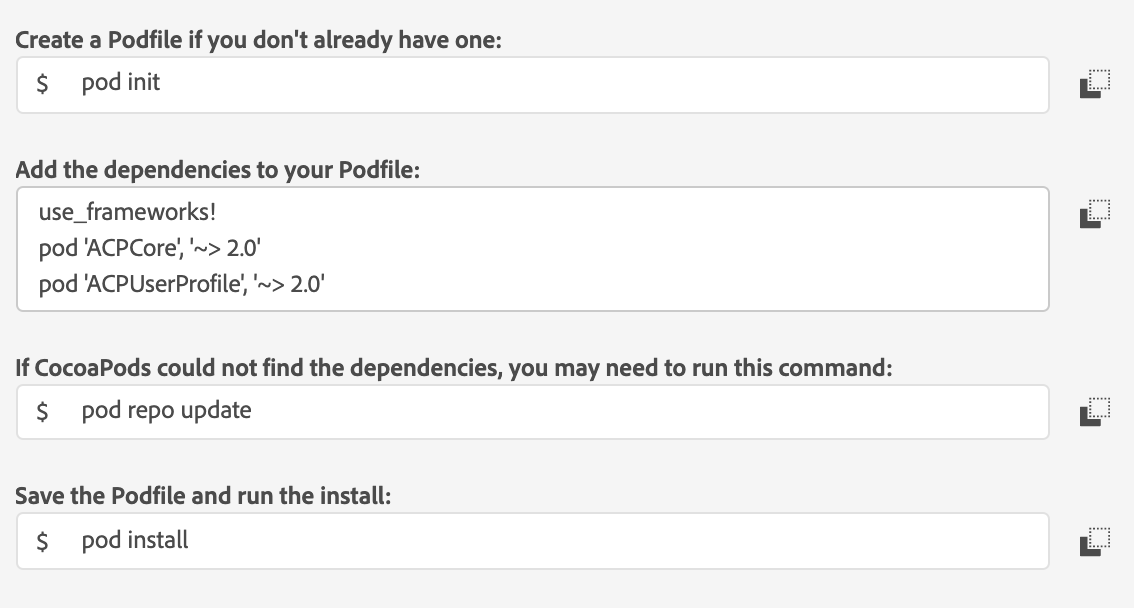 Create a Podfile if you don't already have one:
$ pod init
Add the dependencies to your Podfile:
use_frameworks!
pod 'ACPCore', '~> 2.0'
pod 'ACPUserProfile', '~> 2.0'
If CocoaPods could not find the dependencies, you may need to run this command:
$ pod repo update
Save the Podfile and run the install:
$ pod install